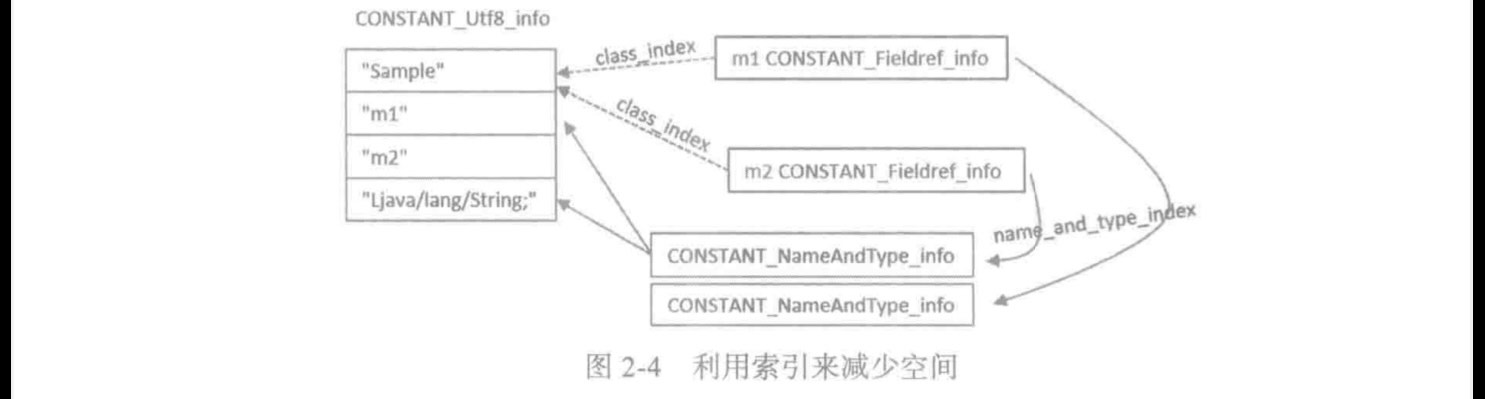 CONSTANT_Utf8_info
"Sample"
"m1"
"m2"
"Ljava/lang/String;"
class_index
m1 CONSTANT_Fieldref_info
class_index
m2 CONSTANT_Fieldref_info
name_and_type_index
CONSTANT_NameAndType_info
CONSTANT_NameAndType_info
图 2-4 利用索引来减少空间